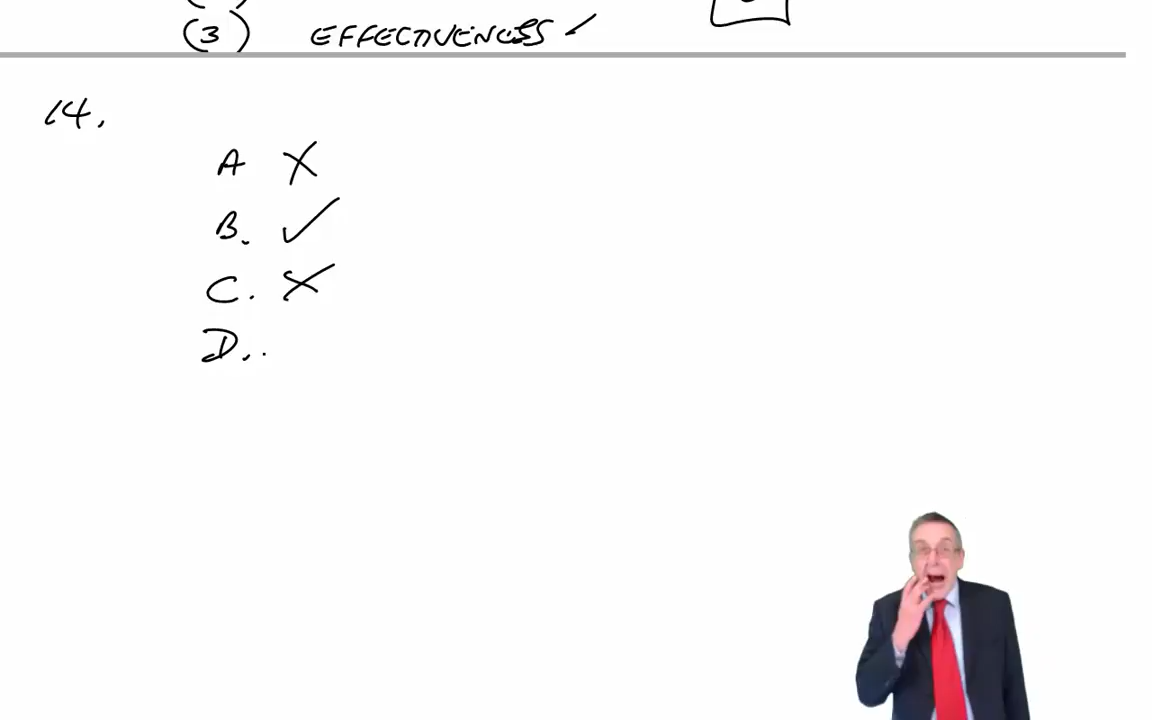 (3) EFFECTIVENESS ✓
14.
A X
B. ✓
C. X
D..